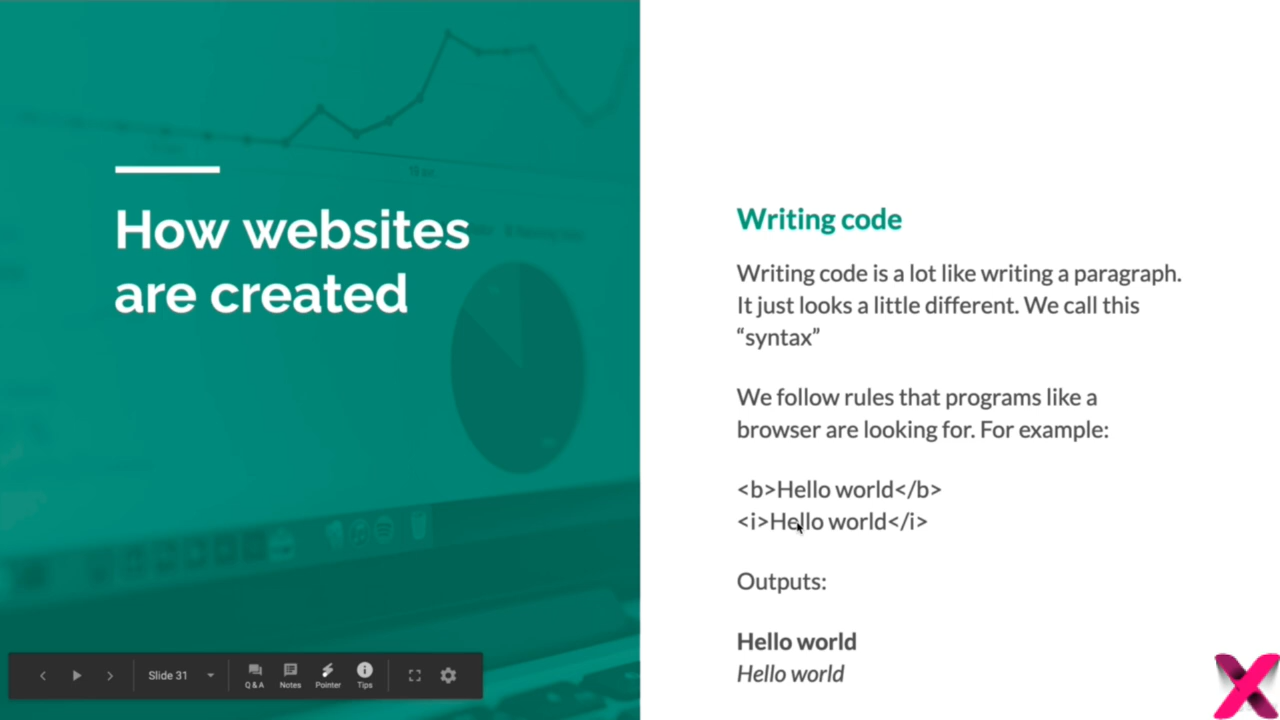 How websites
are created
Writing code
Writing code is a lot like writing a paragraph.
It just looks a little different. We call this
“syntax”
We follow rules that programs like a
browser are looking for. For example:
<b>Hello world</b>
<i>Hello world</i>
Outputs:
Hello world
Hello world
Slide 31
Q & A
Notes
Pointer
Tips
X